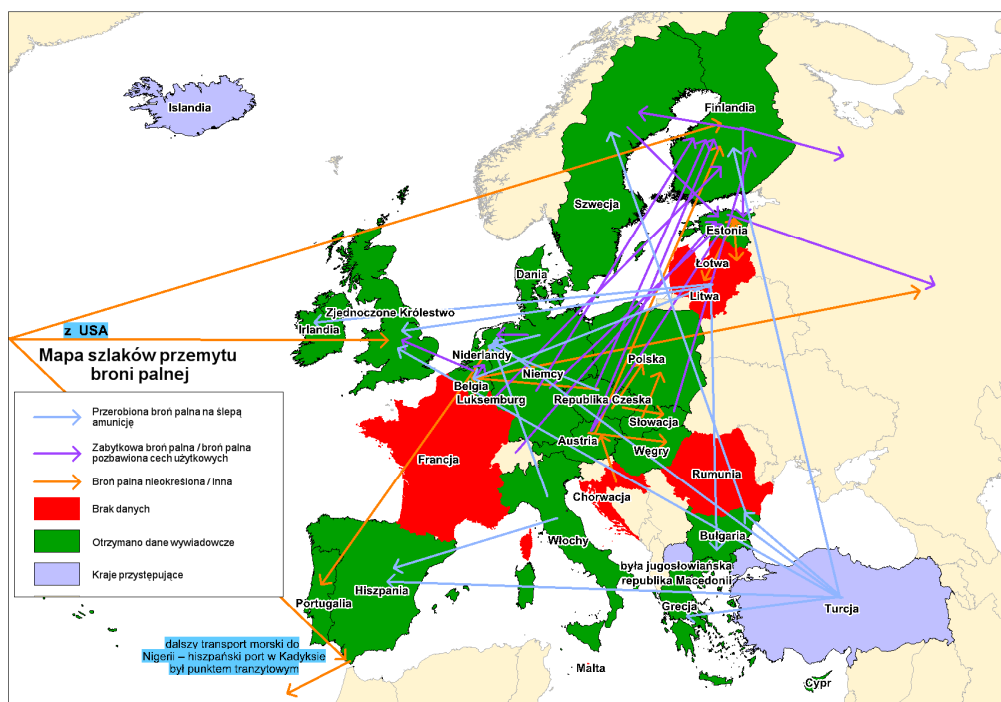 Islandia
Finlandia
Szwecja
Estonia
Łotwa
Dania
Litwa
Zjednoczone Królestwo
Irlandia
z USA
Mapa szlaków przemytu
broni palnej
Niderlandy
Polska
Niemcy
Belgia
Luksemburg
Republika Czeska
Słowacja
Austria
Węgry
Francja
Rumunia
Chorwacja
Włochy
Bułgaria
była jugosłowiańska
republika Macedonii
Hiszpania
Portugalia
Grecja
Turcja
Malta
Cypr
Przerobiona broń palna na ślepą
amunicję
Zabytkowa broń palna / broń palna
pozbawiona cech użytkowych
Broń palna nieokreślona / inna
Brak danych
Otrzymano dane wywiadowcze
Kraje przystępujące
dalszy transport morski do
Nigerii – hiszpański port w Kadyksie
był punktem tranzytowym